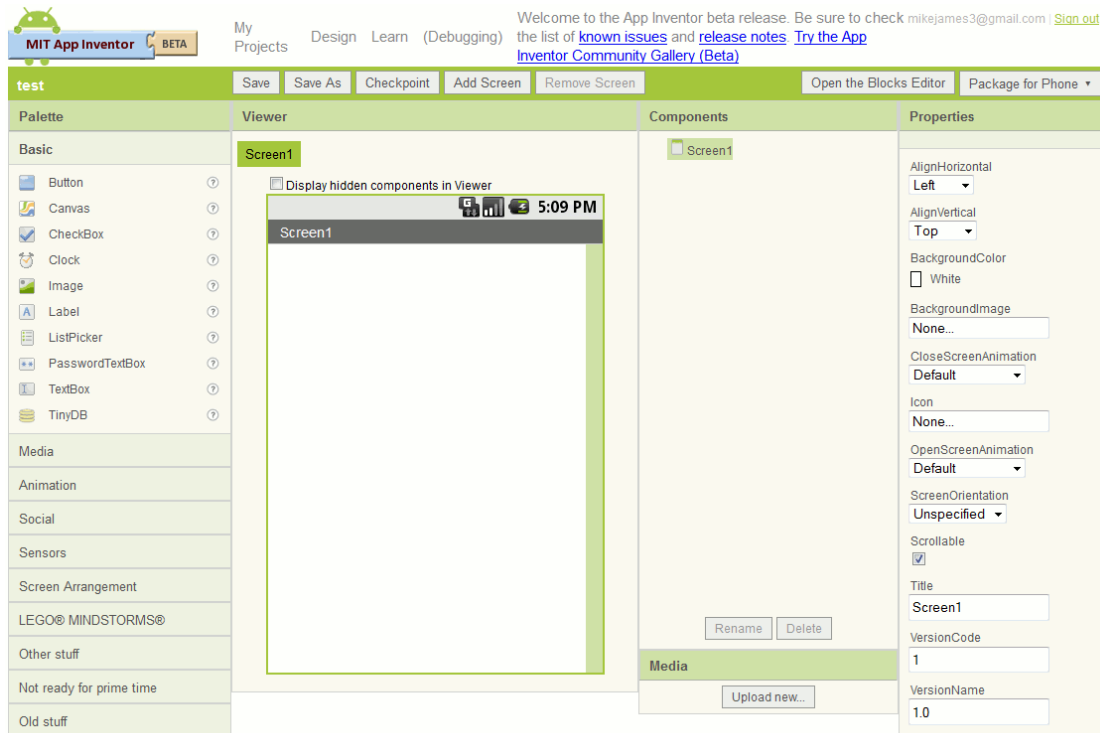 MIT App Inventor BETA
My Projects
Design Learn (Debugging)
Welcome to the App Inventor beta release. Be sure to check
the list of known issues and release notes. Try the App
Inventor Community Gallery (Beta)
mikejames3@gmail.com | Sign out
test
Save Save As Checkpoint Add Screen Remove Screen Open the Blocks Editor Package for Phone
Palette
Basic
Button
Canvas
CheckBox
Clock
Image
Label
ListPicker
PasswordTextBox
TextBox
TinyDB
Media
Animation
Social
Sensors
Screen Arrangement
LEGO® MINDSTORMS®
Other stuff
Not ready for prime time
Old stuff
Viewer
Screen1
Display hidden components in Viewer
5:09 PM
Screen1
Components
Screen1
Rename Delete
Media
Upload new...
Properties
AlignHorizontal
Left
AlignVertical
Top
BackgroundColor
White
BackgroundImage
None...
CloseScreenAnimation
Default
Icon
None...
OpenScreenAnimation
Default
ScreenOrientation
Unspecified
Scrollable
Title
Screen1
VersionCode
1
VersionName
1.0